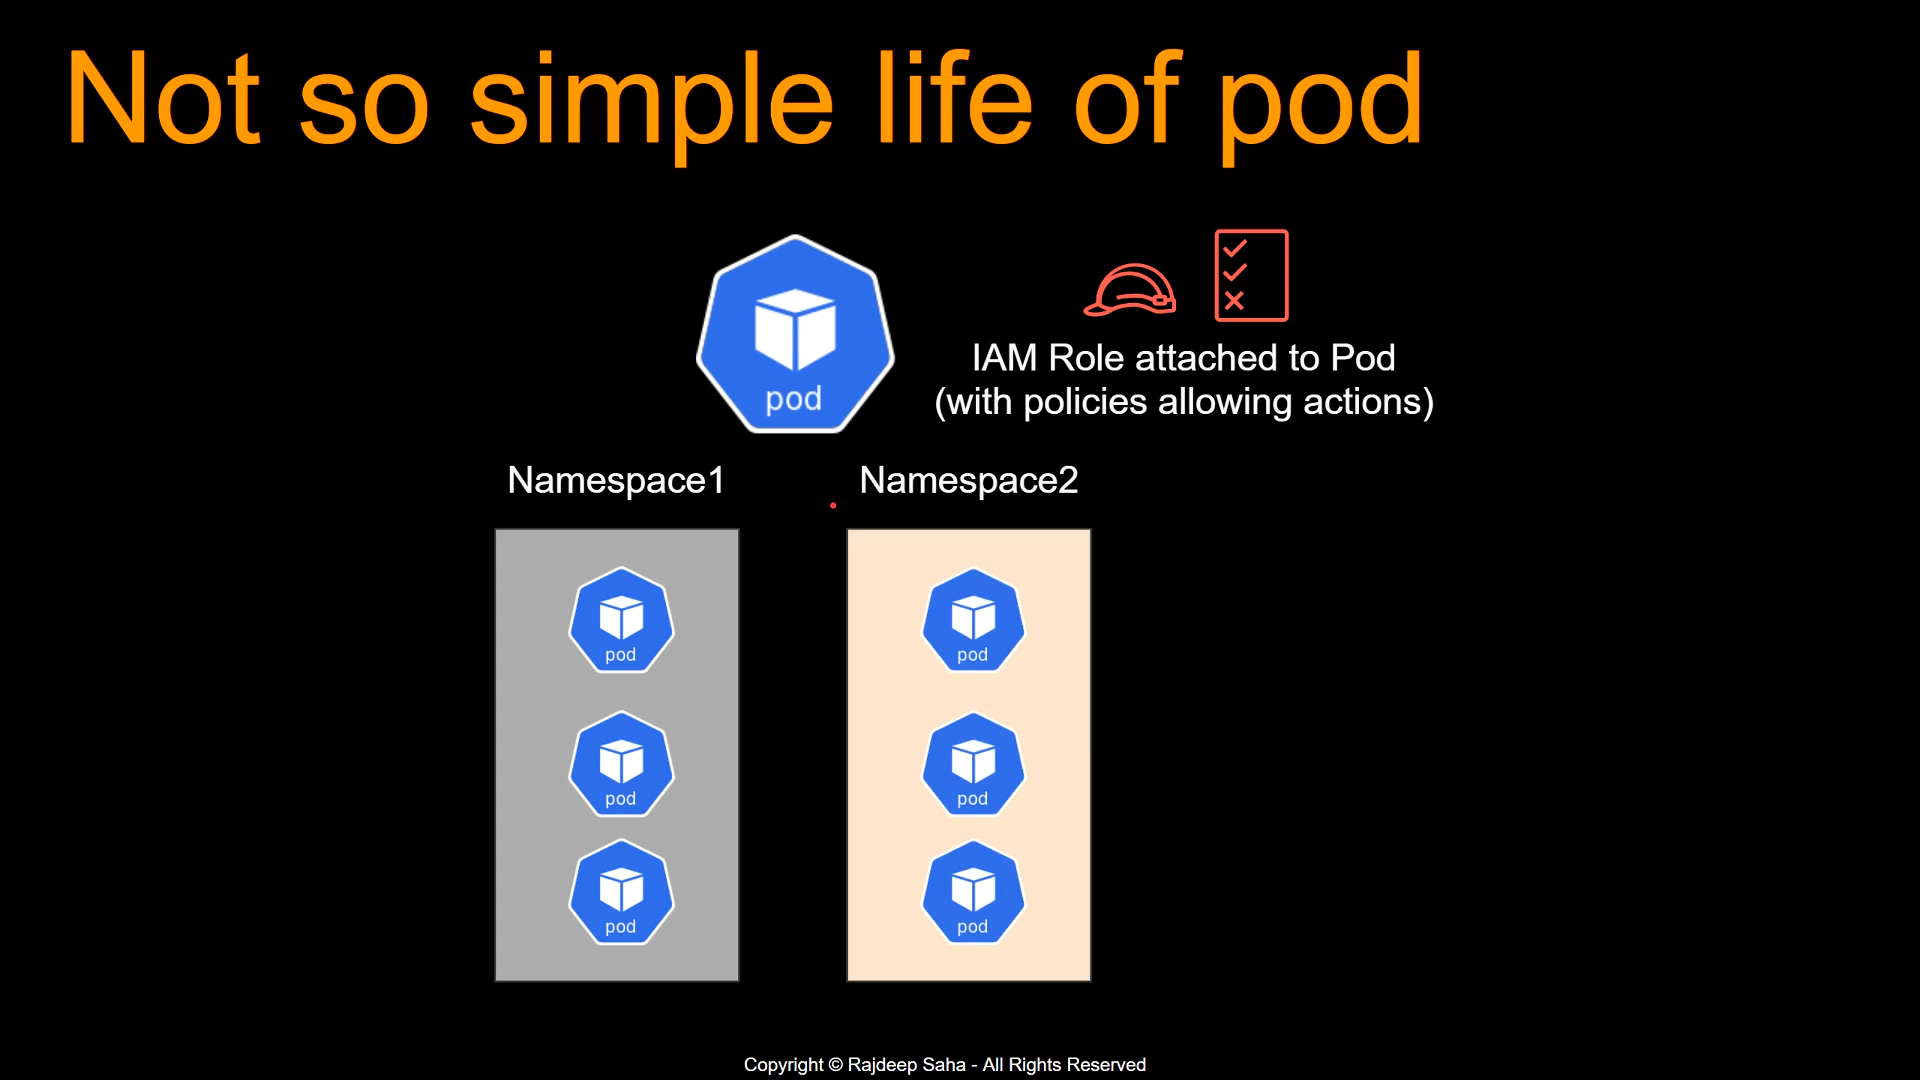 Not so simple life of pod
pod
IAM Role attached to Pod
(with policies allowing actions)
Namespace1
Namespace2
pod
pod
pod
pod
pod
pod
Copyright © Rajdeep Saha - All Rights Reserved